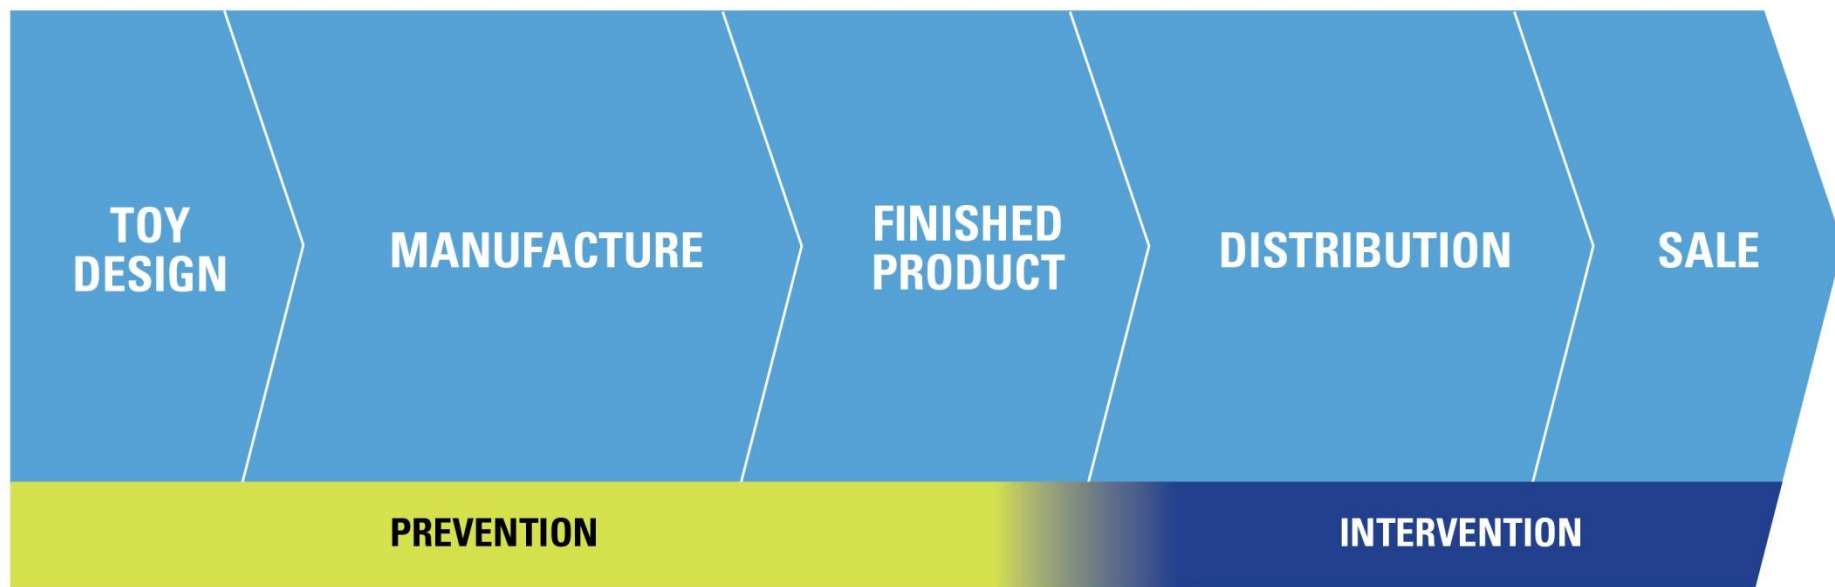 TOY
DESIGN
MANUFACTURE
FINISHED
PRODUCT
DISTRIBUTION
SALE
PREVENTION
INTERVENTION